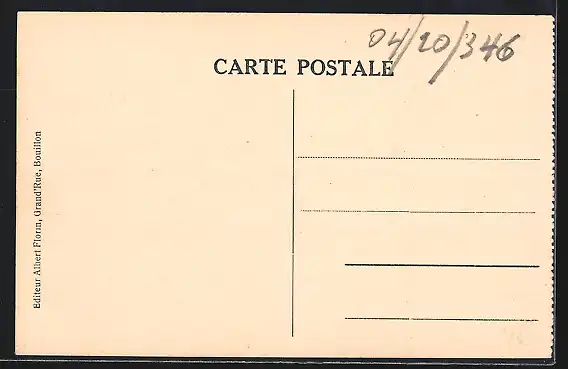 04/20/346
CARTE POSTALE
Editeur Albert Florin, Grand'Rue, Bouillon